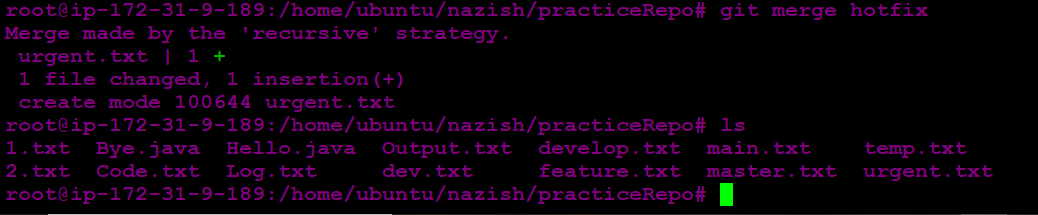 root@ip-172-31-9-189:/home/ubuntu/nazish/practiceRepo# git merge hotfix
Merge made by the 'recursive' strategy.
 urgent.txt | 1 +
 1 file changed, 1 insertion(+)
 create mode 100644 urgent.txt
root@ip-172-31-9-189:/home/ubuntu/nazish/practiceRepo# ls
1.txt  Bye.java   Hello.java  Output.txt  develop.txt  main.txt    temp.txt
2.txt  Code.txt  Log.txt     dev.txt     feature.txt  master.txt  urgent.txt
root@ip-172-31-9-189:/home/ubuntu/nazish/practiceRepo#